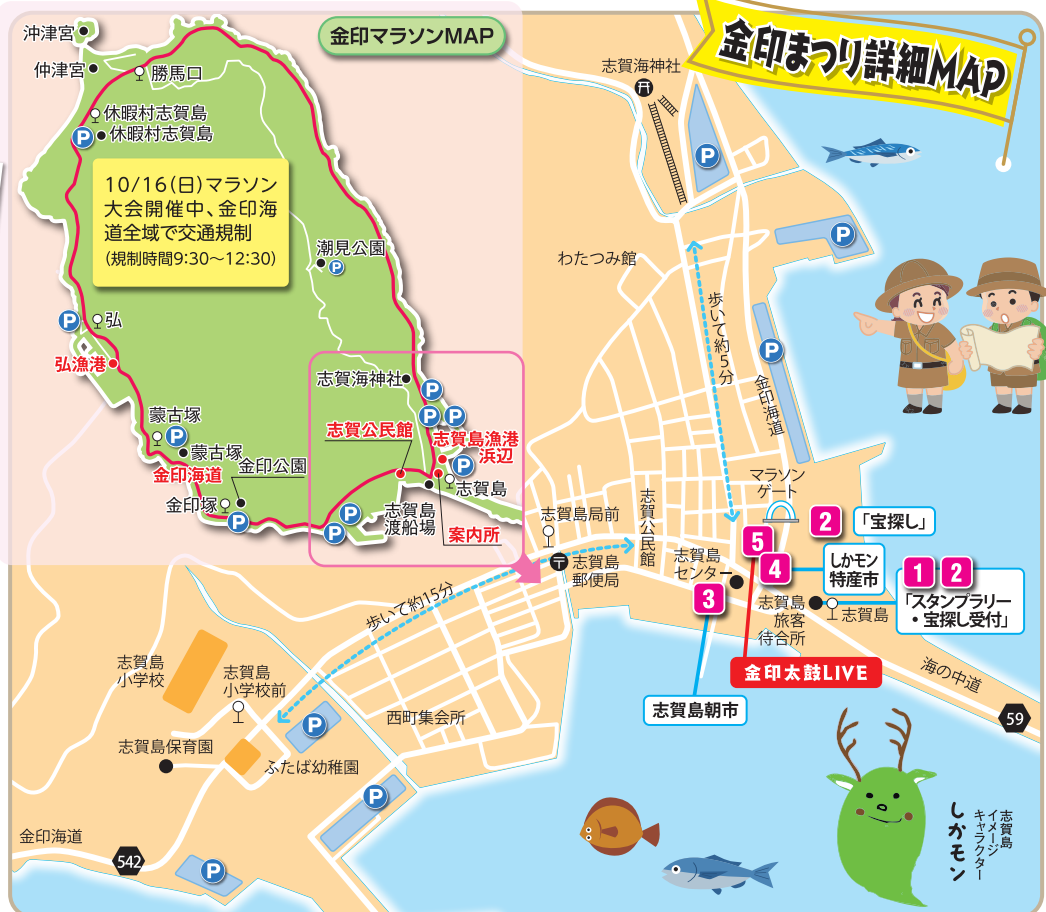 金印まつり詳細MAP
金印マラソンMAP
沖津宮
仲津宮
勝馬口
休暇村志賀島
P
休暇村志賀島
10/16(日)マラソン
大会開催中、金印海
道全域で交通規制
(規制時間9:30〜12:30)
潮見公園
P
P
弘
弘漁港
志賀海神社
P
P
P
志賀公民館
志賀島漁港
浜辺
P
志賀島
蒙古塚
P
蒙古塚
金印海道
金印公園
金印塚
P
P
P
志賀島
渡船場
案内所
志賀海神社
P
P
わたつみ館
歩いて約5分
P
金印海道
マラソン
ゲート
志賀公民館
志賀島局前
〒
志賀島
郵便局
志賀島
センター
5
4
3
2
「宝探し」
しかモン
特産市
1
2
「スタンプラリー
・宝探し受付」
志賀島
旅客
待合所
志賀島
金印太鼓LIVE
志賀島朝市
海の中道
59
歩いて約15分
志賀島
小学校
志賀島
小学校前
P
西町集会所
志賀島保育園
ふたば幼稚園
P
金印海道
542
P
志賀島
イメージ
キャラクター
しかモン